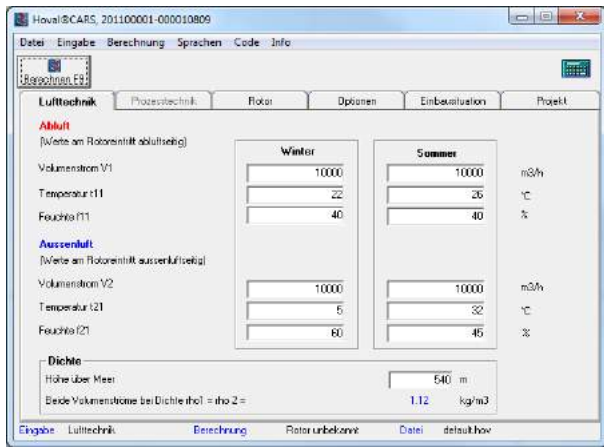 Hoval®CARS, 201100001-000010809
Datei Eingabe Berechnung Sprachen Code Info
Berechnen F9
Lufttechnik Prozesstechnik Rotor Optionen Einbausituation Projekt
Abluft
(Werte am Rotoreintritt abluftseitig)
Winter Sommer
Volumenstrom V1 10000 10000 m3/h
Temperatur t11 22 26 °C
Feuchte f11 40 40 %
Aussenluft
(Werte am Rotoreintritt aussenluftseitig)
Volumenstrom V2 10000 10000 m3/h
Temperatur t21 5 32 °C
Feuchte f21 60 45 %
Dichte
Höhe über Meer 540 m
Beide Volumenströme bei Dichte rho1 = rho 2 = 1.12 kg/m3
Eingabe Lufttechnik Berechnung Rotor unbekannt Datei default.hov